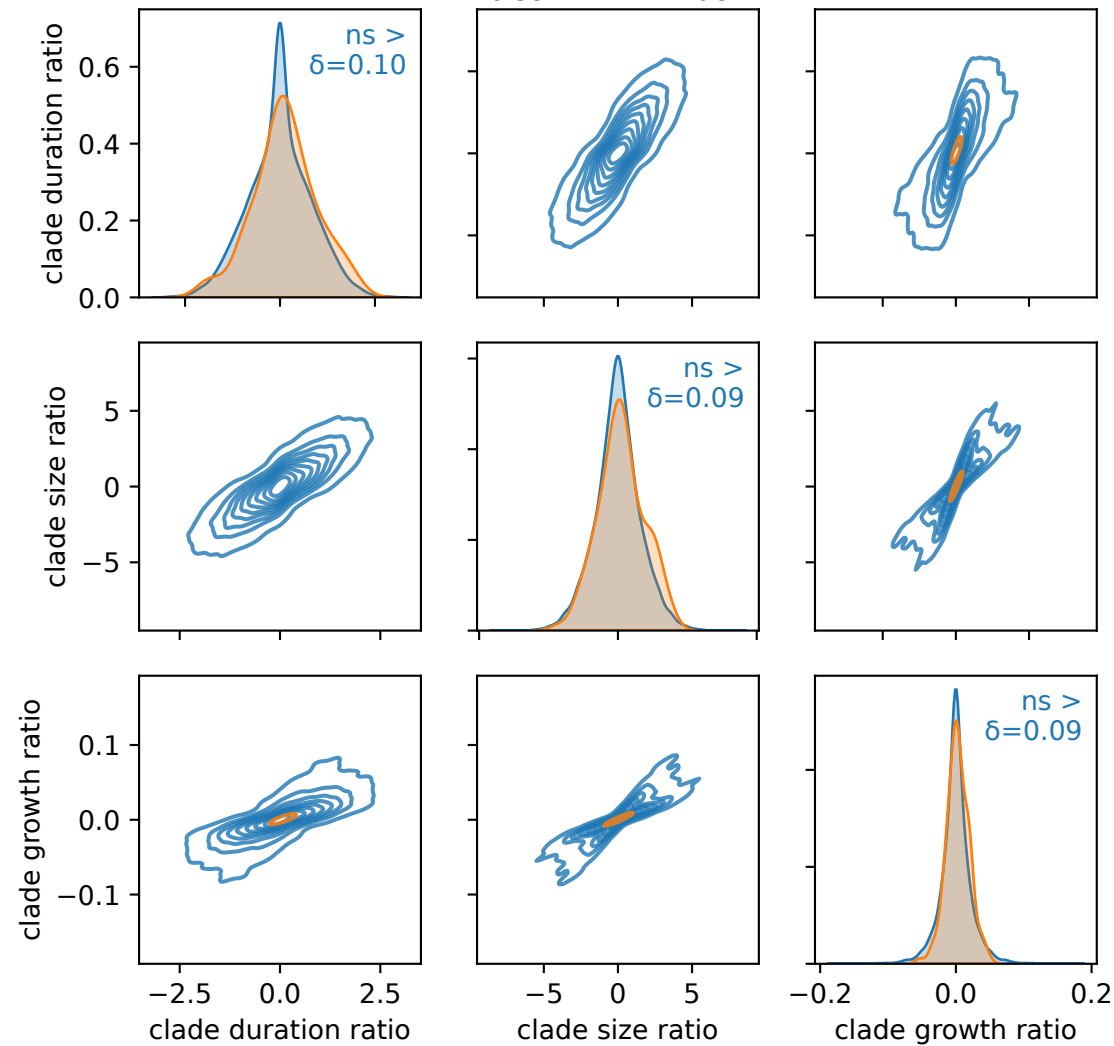 clade duration ratio
0.6
0.4
0.2
0.0
ns >
δ=0.10
clade size ratio
5
0
−5
ns >
δ=0.09
clade growth ratio
0.1
0.0
−0.1
ns >
δ=0.09
−2.5 0.0 2.5
−5 0 5
−0.2 0.0 0.2
clade duration ratio
clade size ratio
clade growth ratio